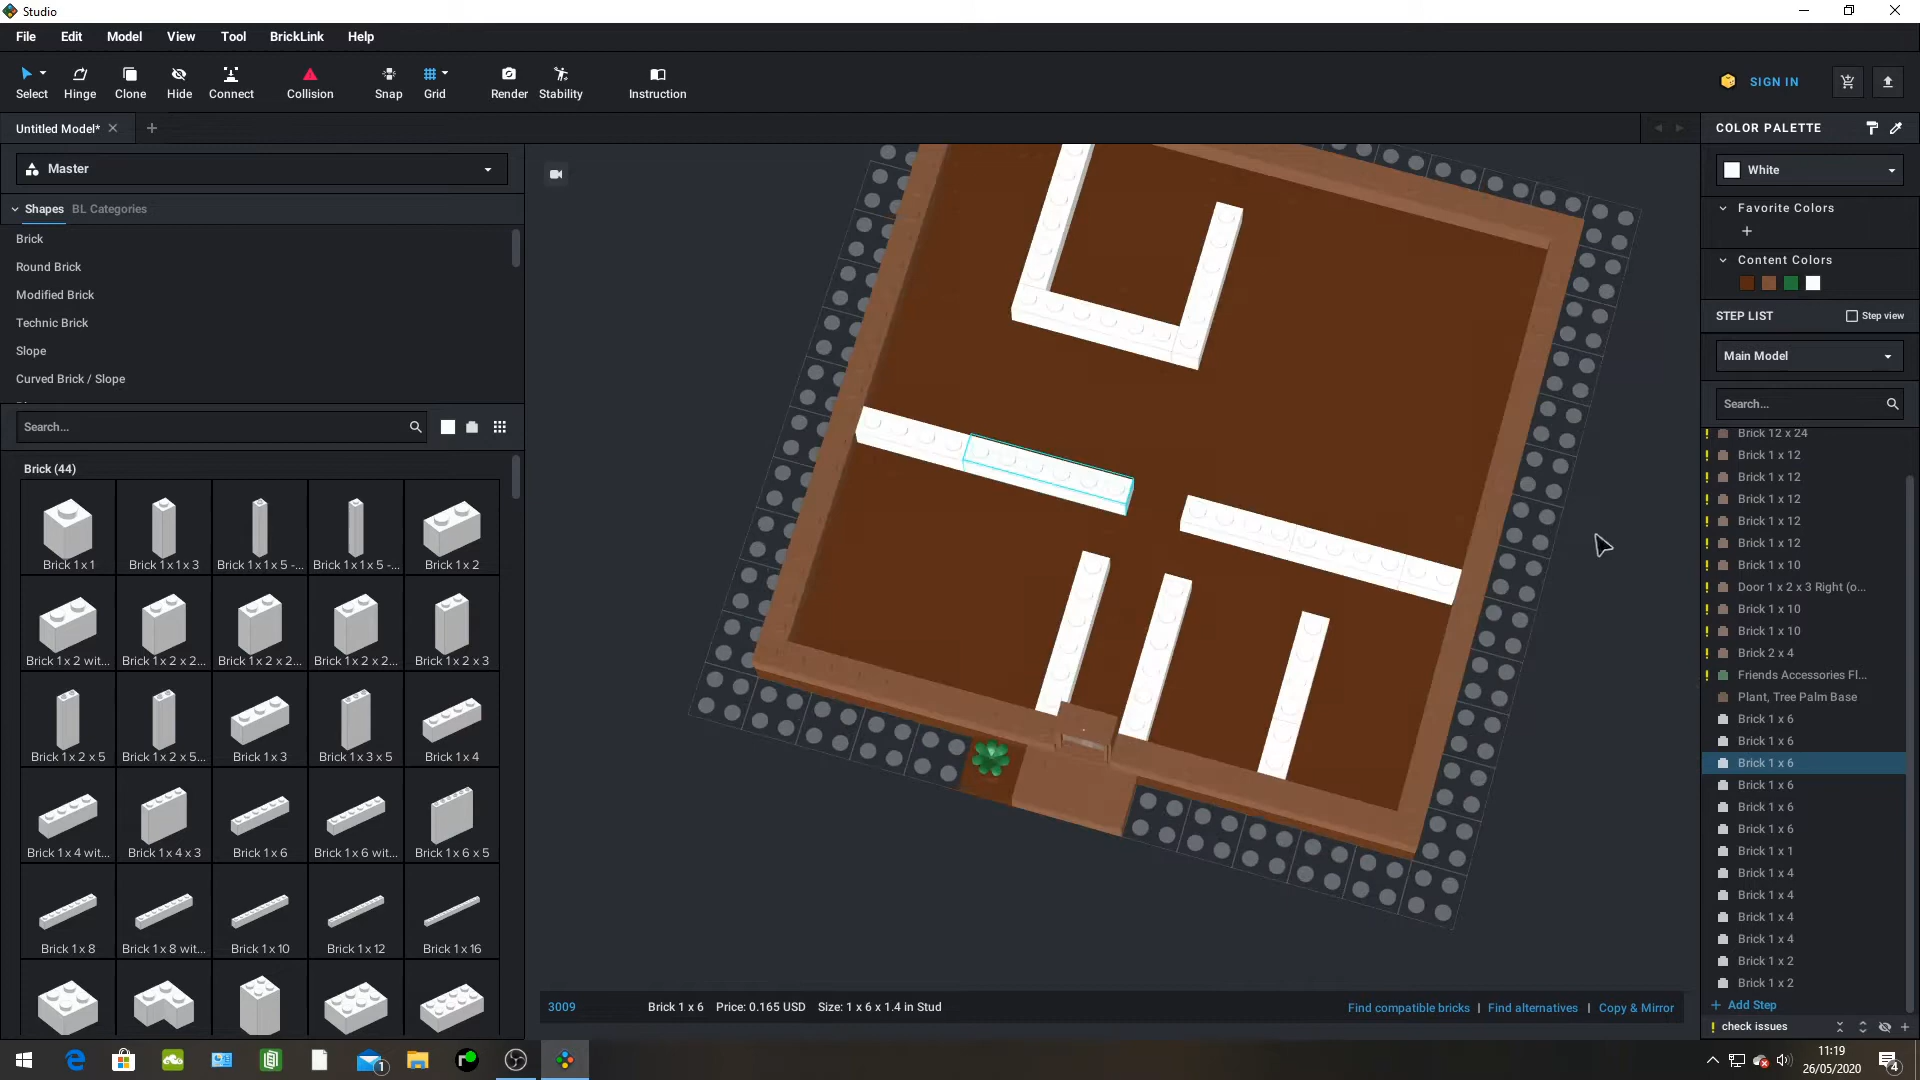 Studio
File Edit Model View Tool BrickLink Help
Select Hinge Clone Hide Connect Collision Snap Grid Render Stability Instruction
SIGN IN
Untitled Model*
Master
Shapes BL Categories
Brick
Round Brick
Modified Brick
Technic Brick
Slope
Curved Brick / Slope
Search...
Brick (44)
Brick 1 x 1 Brick 1 x 1 x 3 Brick 1 x 1 x 5 -... Brick 1 x 1 x 5 -... Brick 1 x 2
Brick 1 x 2 wit... Brick 1 x 2 x 2... Brick 1 x 2 x 2... Brick 1 x 2 x 2... Brick 1 x 2 x 3
Brick 1 x 2 x 5 Brick 1 x 2 x 5... Brick 1 x 3 Brick 1 x 3 x 5 Brick 1 x 4
Brick 1 x 4 wit... Brick 1 x 4 x 3 Brick 1 x 6 Brick 1 x 6 wit... Brick 1 x 6 x 5
Brick 1 x 8 Brick 1 x 8 wit... Brick 1 x 10 Brick 1 x 12 Brick 1 x 16
3009 Brick 1 x 6 Price: 0.165 USD Size: 1 x 6 x 1.4 in Stud
Find compatible bricks | Find alternatives | Copy & Mirror
COLOR PALETTE
White
Favorite Colors
+
Content Colors
STEP LIST Step view
Main Model
Search...
Brick 12 x 24
Brick 1 x 12
Brick 1 x 12
Brick 1 x 12
Brick 1 x 12
Brick 1 x 12
Brick 1 x 10
Door 1 x 2 x 3 Right (o...
Brick 1 x 10
Brick 1 x 10
Brick 2 x 4
Friends Accessories Fl...
Plant, Tree Palm Base
Brick 1 x 6
Brick 1 x 6
Brick 1 x 6
Brick 1 x 6
Brick 1 x 6
Brick 1 x 6
Brick 1 x 1
Brick 1 x 4
Brick 1 x 4
Brick 1 x 4
Brick 1 x 4
Brick 1 x 2
Brick 1 x 2
+ Add Step
! check issues
11:19
26/05/2020
1
4